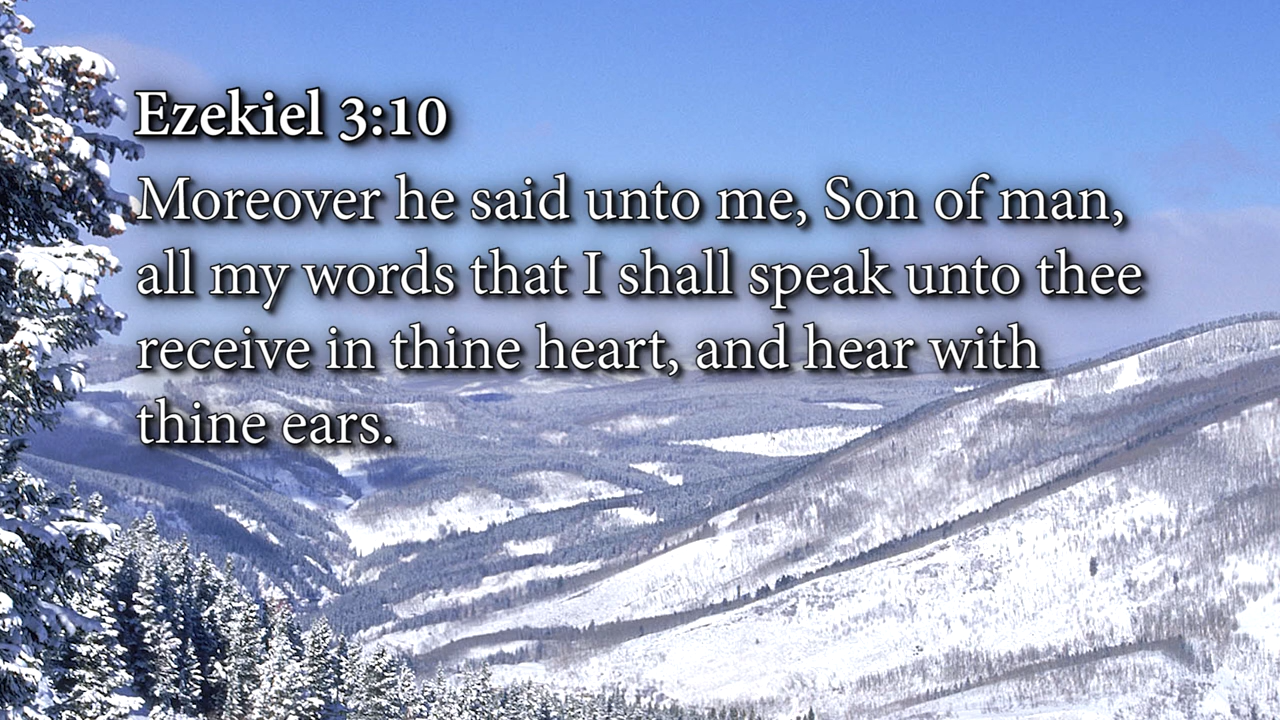 Ezekiel 3:10
Moreover he said unto me, Son of man,
all my words that I shall speak unto thee
receive in thine heart, and hear with
thine ears.